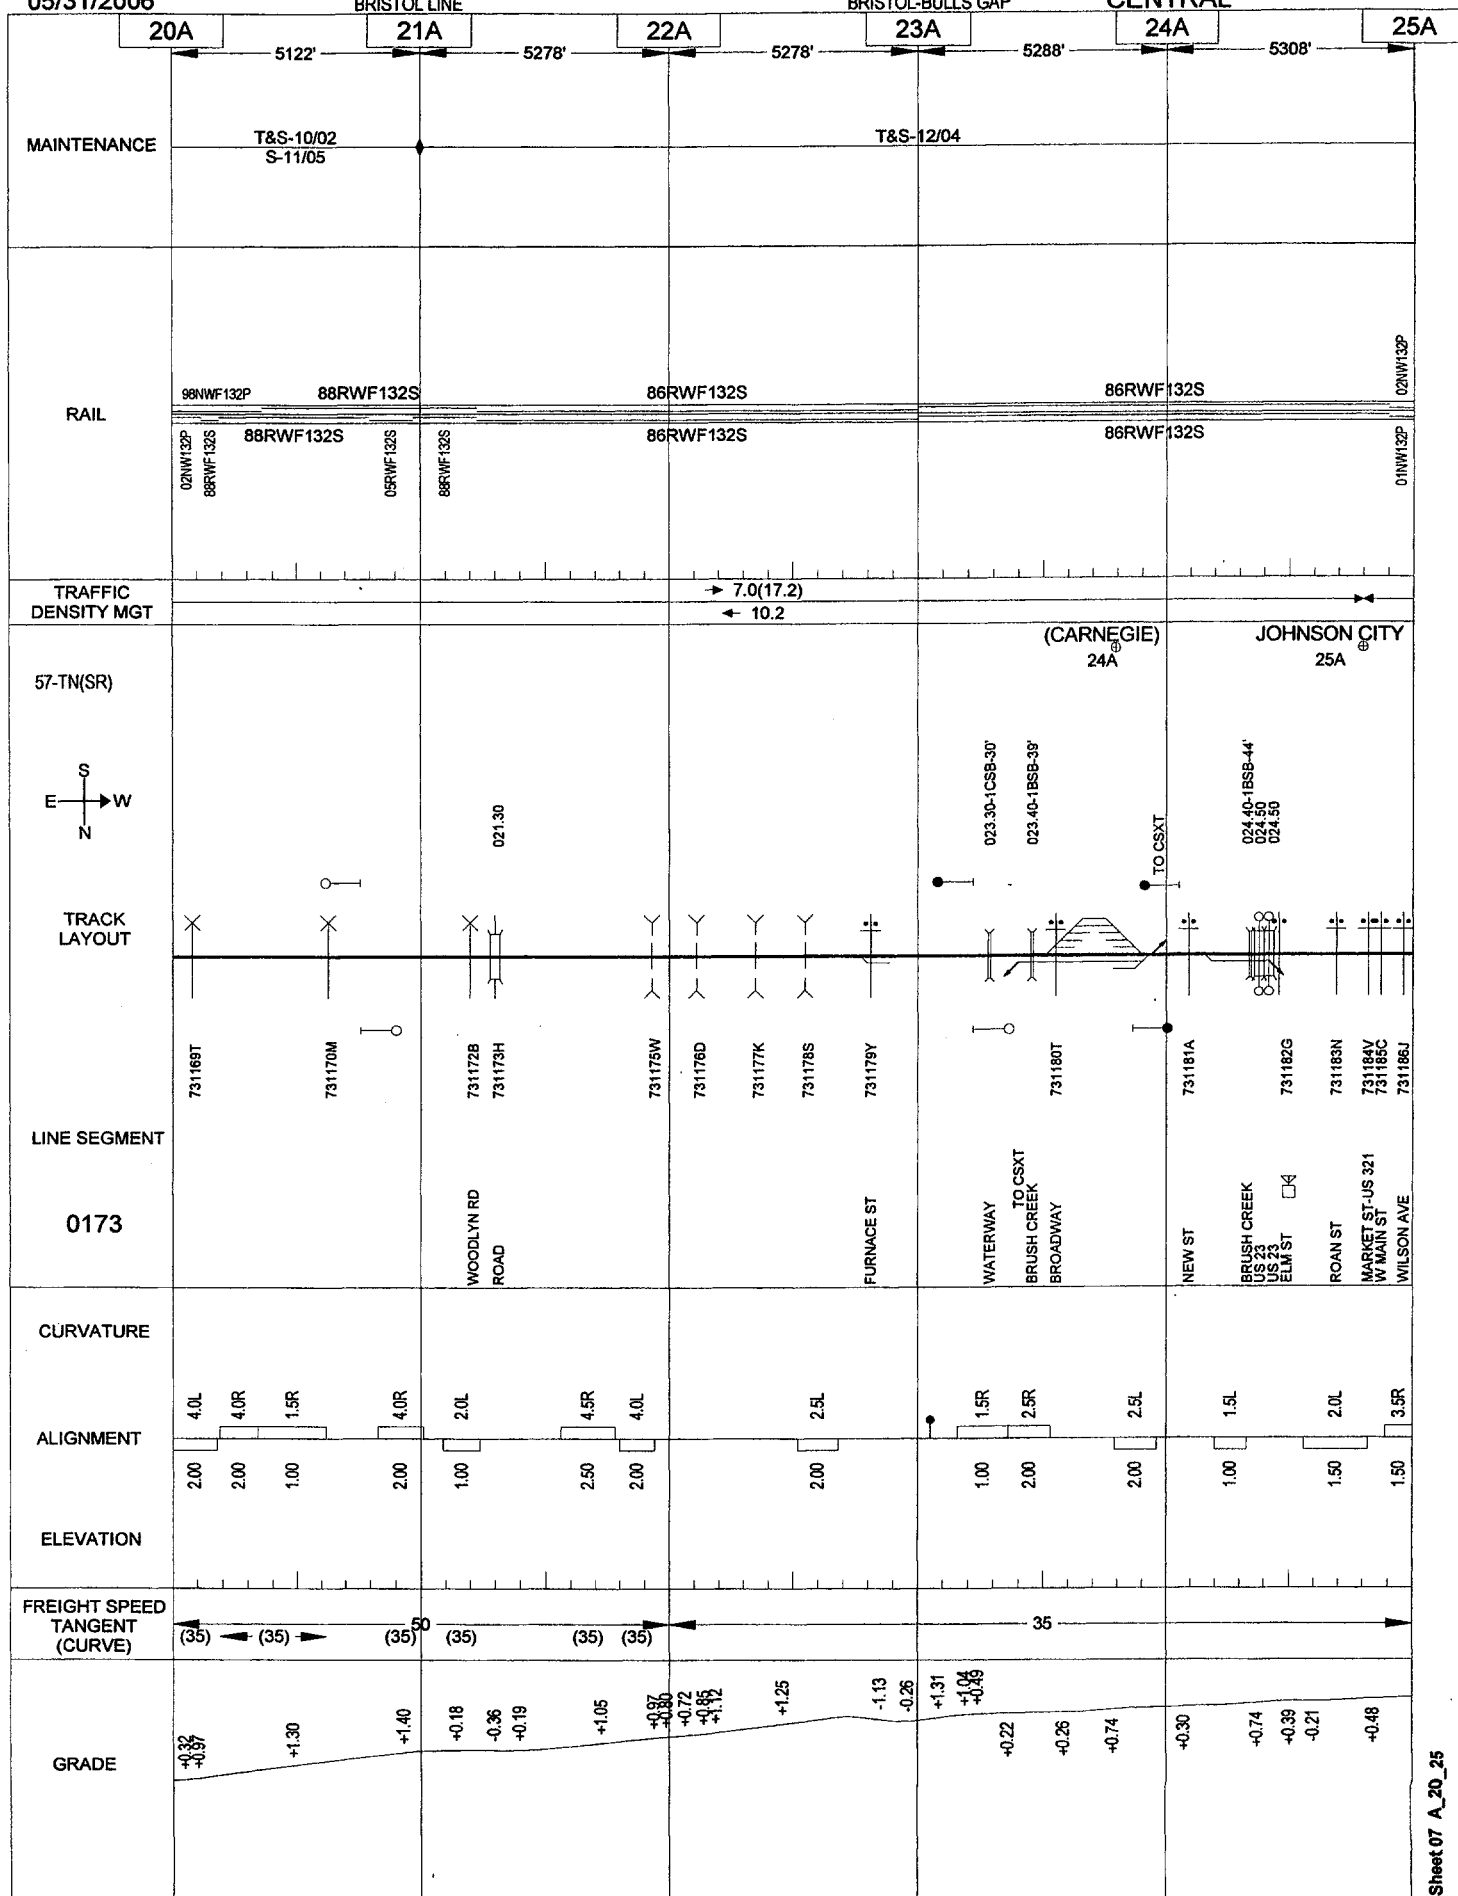 05/31/2006 BRISTOL LINE BRISTOL-BULLS GAP CENTRAL
20A 21A 22A 23A 24A 25A
5122' 5278' 5278' 5288' 5308'
MAINTENANCE
T&S-10/02 T&S-12/04
S-11/05
RAIL
98NWF132P 88RWF132S 86RWF132S 86RWF132S 02NW132P
02NW132P 88RWF132S 88RWF132S 05RWF132S 88RWF132S 86RWF132S 86RWF132S 01NW132P
TRAFFIC
DENSITY MGT
7.0(17.2)
10.2
(CARNEGIE) JOHNSON CITY
24A 25A
57-TN(SR)
S
E W
N
021.30 023.30-1CSB-30' 023.40-1BSB-39' TO CSXT 024.40-1BSB-44' 024.50 024.50
TRACK
LAYOUT
731169T 731170M 731172B 731173H 731175W 731176D 731177K 731178S 731179Y 731180T 731181A 731182G 731183N 731184V 731185C 731186J
LINE SEGMENT
0173
WOODLYN RD
ROAD
FURNACE ST
WATERWAY
TO CSXT
BRUSH CREEK
BROADWAY
NEW ST
BRUSH CREEK
US 23
US 23
ELM ST
ROAN ST
MARKET ST-US 321
W MAIN ST
WILSON AVE
CURVATURE
4.0L 4.0R 1.5R 4.0R 2.0L 4.5R 4.0L 2.5L 1.5R 2.5R 2.5L 1.5L 2.0L 3.5R
ALIGNMENT
2.00 2.00 1.00 2.00 1.00 2.50 2.00 2.00 1.00 2.00 2.00 1.00 1.50 1.50
ELEVATION
FREIGHT SPEED
TANGENT
(CURVE)
50 35
(35) (35) (35) (35) (35) (35)
GRADE
+0.32 +0.97 +1.30 +1.40 +0.18 -0.36 +0.19 +1.05 +0.97 +0.80 +0.72 +0.85 +1.12 +1.25 -1.13 -0.26 +1.31 +1.04 +0.49 +0.22 +0.26 +0.74 +0.30 +0.74 +0.39 -0.21 +0.48
Sheet 07 A_20_25